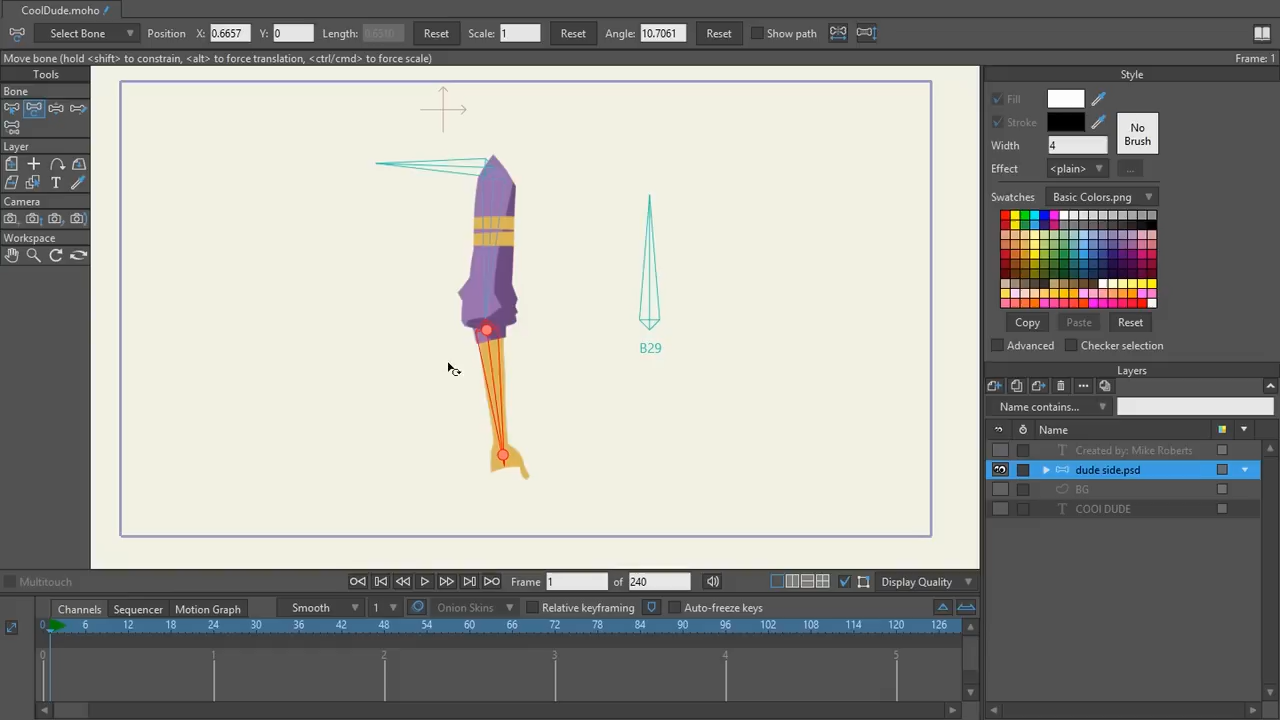 CoolDude.moho
Select Bone Position X: 0.6657 Y: 0 Length: Reset Scale: 1 Reset Angle: 10.7061 Reset Show path
Move bone (hold <shift> to constrain, <alt> to force translation, <ctrl/cmd> to force scale) Frame: 1
Tools
Bone
Layer
T
Camera
Workspace
B29
Style
Fill
Stroke
No
Brush
Width 4
Effect <plain> ...
Swatches Basic Colors.png
Copy Paste Reset
Advanced Checker selection
Layers
Name contains...
Name
T Created by: Mike Roberts
dude side.psd
BG
T COOl DUDE
Multitouch Frame 1 of 240 Display Quality
Channels Sequencer Motion Graph Smooth 1 Onion Skins Relative keyframing Auto-freeze keys
0 6 12 18 24 30 36 42 48 54 60 66 72 78 84 90 96 102 108 114 120 126
0 1 2 3 4 5